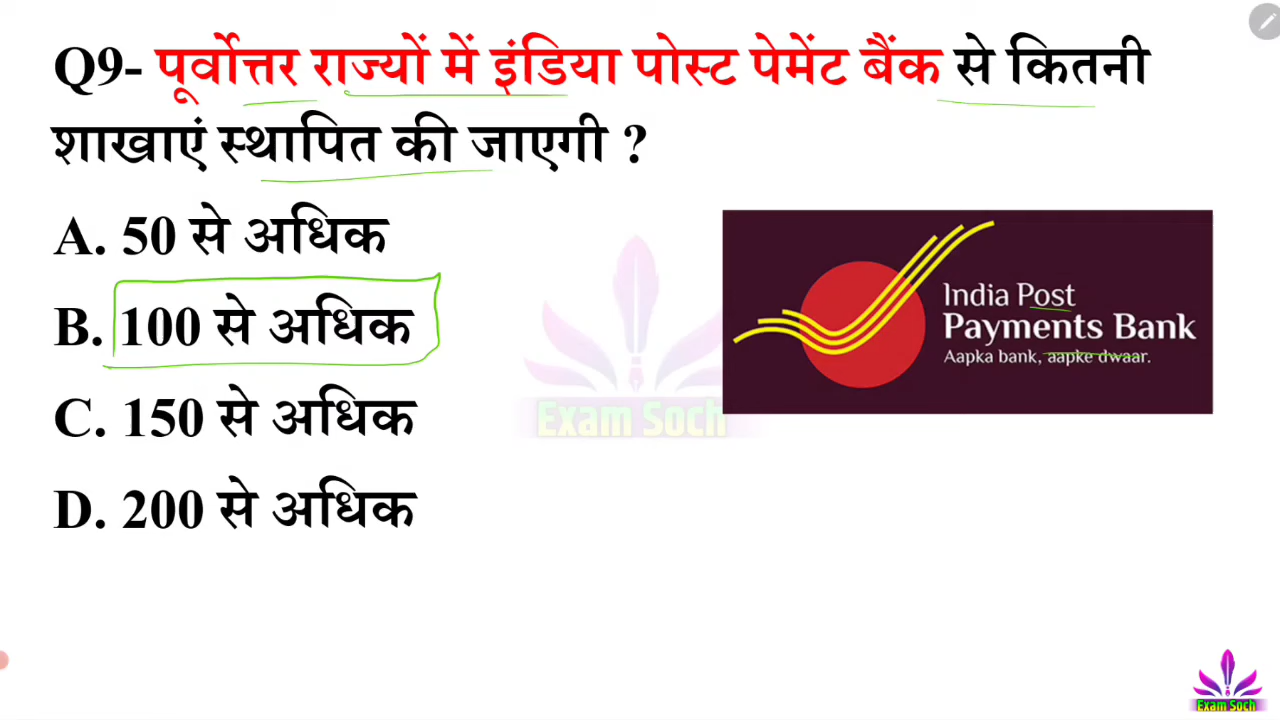 Q9- पूर्वोत्तर राज्यों में इंडिया पोस्ट पेमेंट बैंक से कितनी
शाखाएं स्थापित की जाएगी ?
A. 50 से अधिक
B. 100 से अधिक
C. 150 से अधिक
D. 200 से अधिक
India Post
Payments Bank
Aapka bank, aapke dwaar.
Exam Soch
Exam Soch